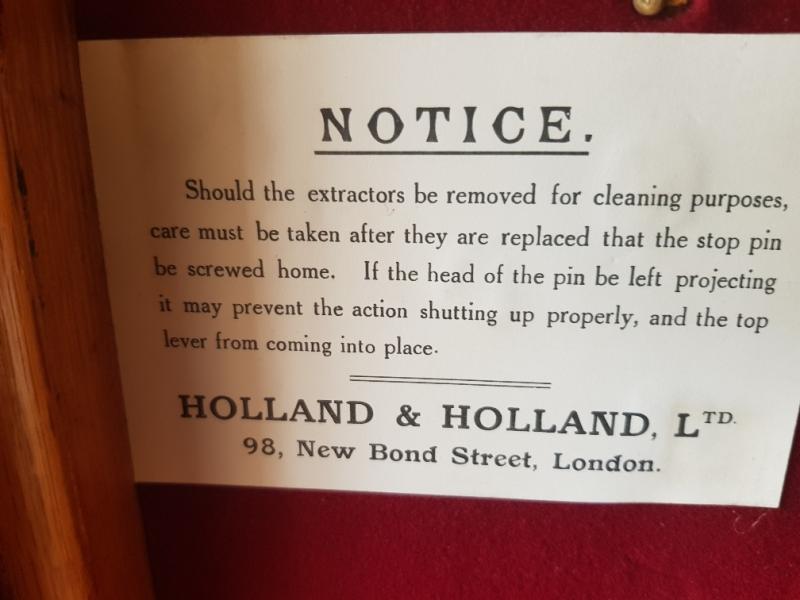 NOTICE.
Should the extractors be removed for cleaning purposes,
care must be taken after they are replaced that the stop pin
be screwed home. If the head of the pin be left projecting
it may prevent the action shutting up properly, and the top
lever from coming into place.
HOLLAND & HOLLAND, LTD.
98, New Bond Street, London.